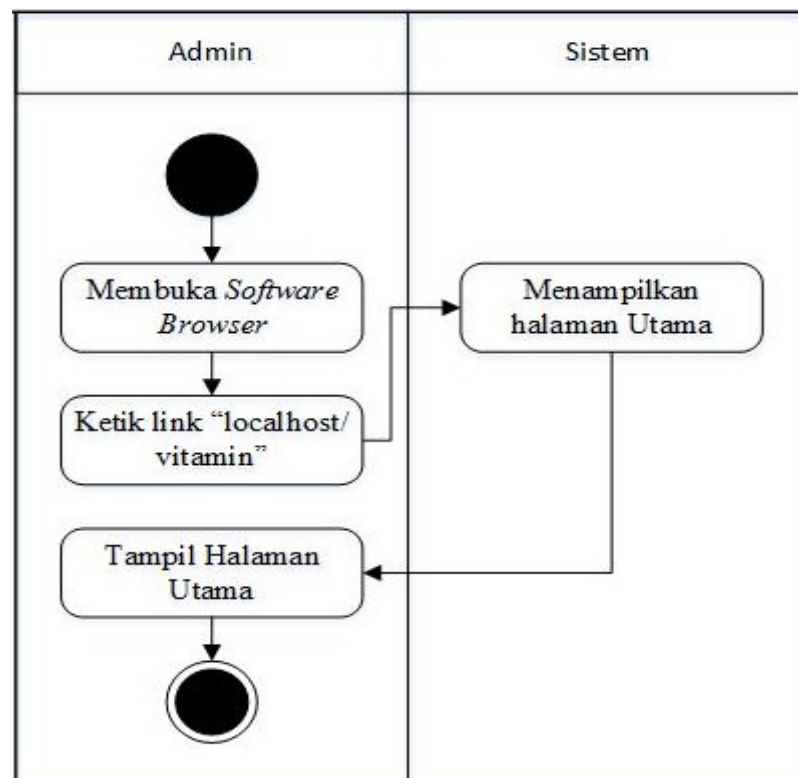 Admin
Sistem
Membuka Software
Browser
Menampilkan
halaman Utama
Ketik link “localhost/
vitamin”
Tampil Halaman
Utama